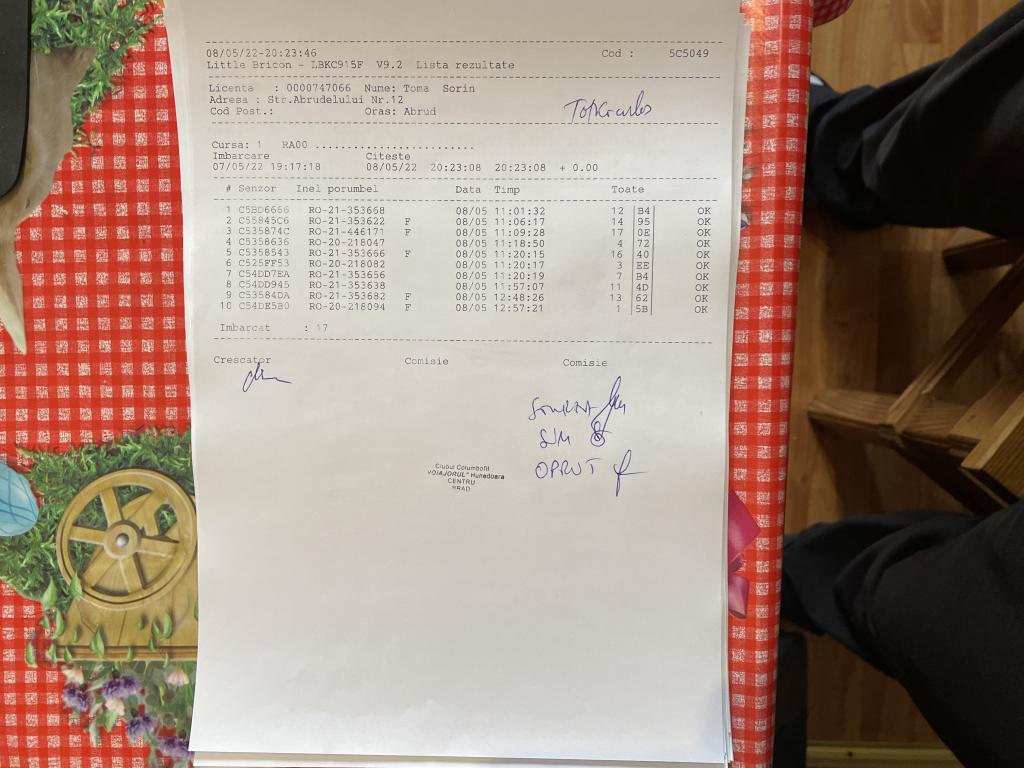 08/05/22-20:23:46 Cod : 5C5049
Little Bricon - LBKC915F V9.2 Lista rezultate
Licenta : 0000747066 Nume: Toma Sorin
Adresa : Str.Abrudelului Nr.12
Cod Post.: Oras: Abrud
Cursa: 1 RA00 ........................
Imbarcare Citeste
07/05/22 19:17:18 08/05/22 20:23:08 20:23:08 + 0.00
# Senzor Inel porumbel Data Timp Toate
1 C5BD6666 RO-21-353668 08/05 11:01:32 12 |B4| OK
2 C55845C6 RO-21-353622 F 08/05 11:06:17 14 |95| OK
3 C535874C RO-21-446171 F 08/05 11:09:28 17 |0E| OK
4 C5358636 RO-20-218047 08/05 11:18:50 4 |72| OK
5 C5358543 RO-21-353666 F 08/05 11:20:15 16 |40| OK
6 C525FF53 RO-20-218082 08/05 11:20:17 3 |EE| OK
7 C54DD7EA RO-21-353656 08/05 11:20:19 7 |B4| OK
8 C54DD945 RO-21-353638 08/05 11:57:07 11 |4D| OK
9 C53584DA RO-21-353682 F 08/05 12:48:26 13 |62| OK
10 C54DE5B0 RO-20-218094 F 08/05 12:57:21 1 |5B| OK
Imbarcat : 17
Crescator Comisie Comisie
Clubul Columbofil
"VOIAJORUL" Hunedoara
CENTRU
BRAD